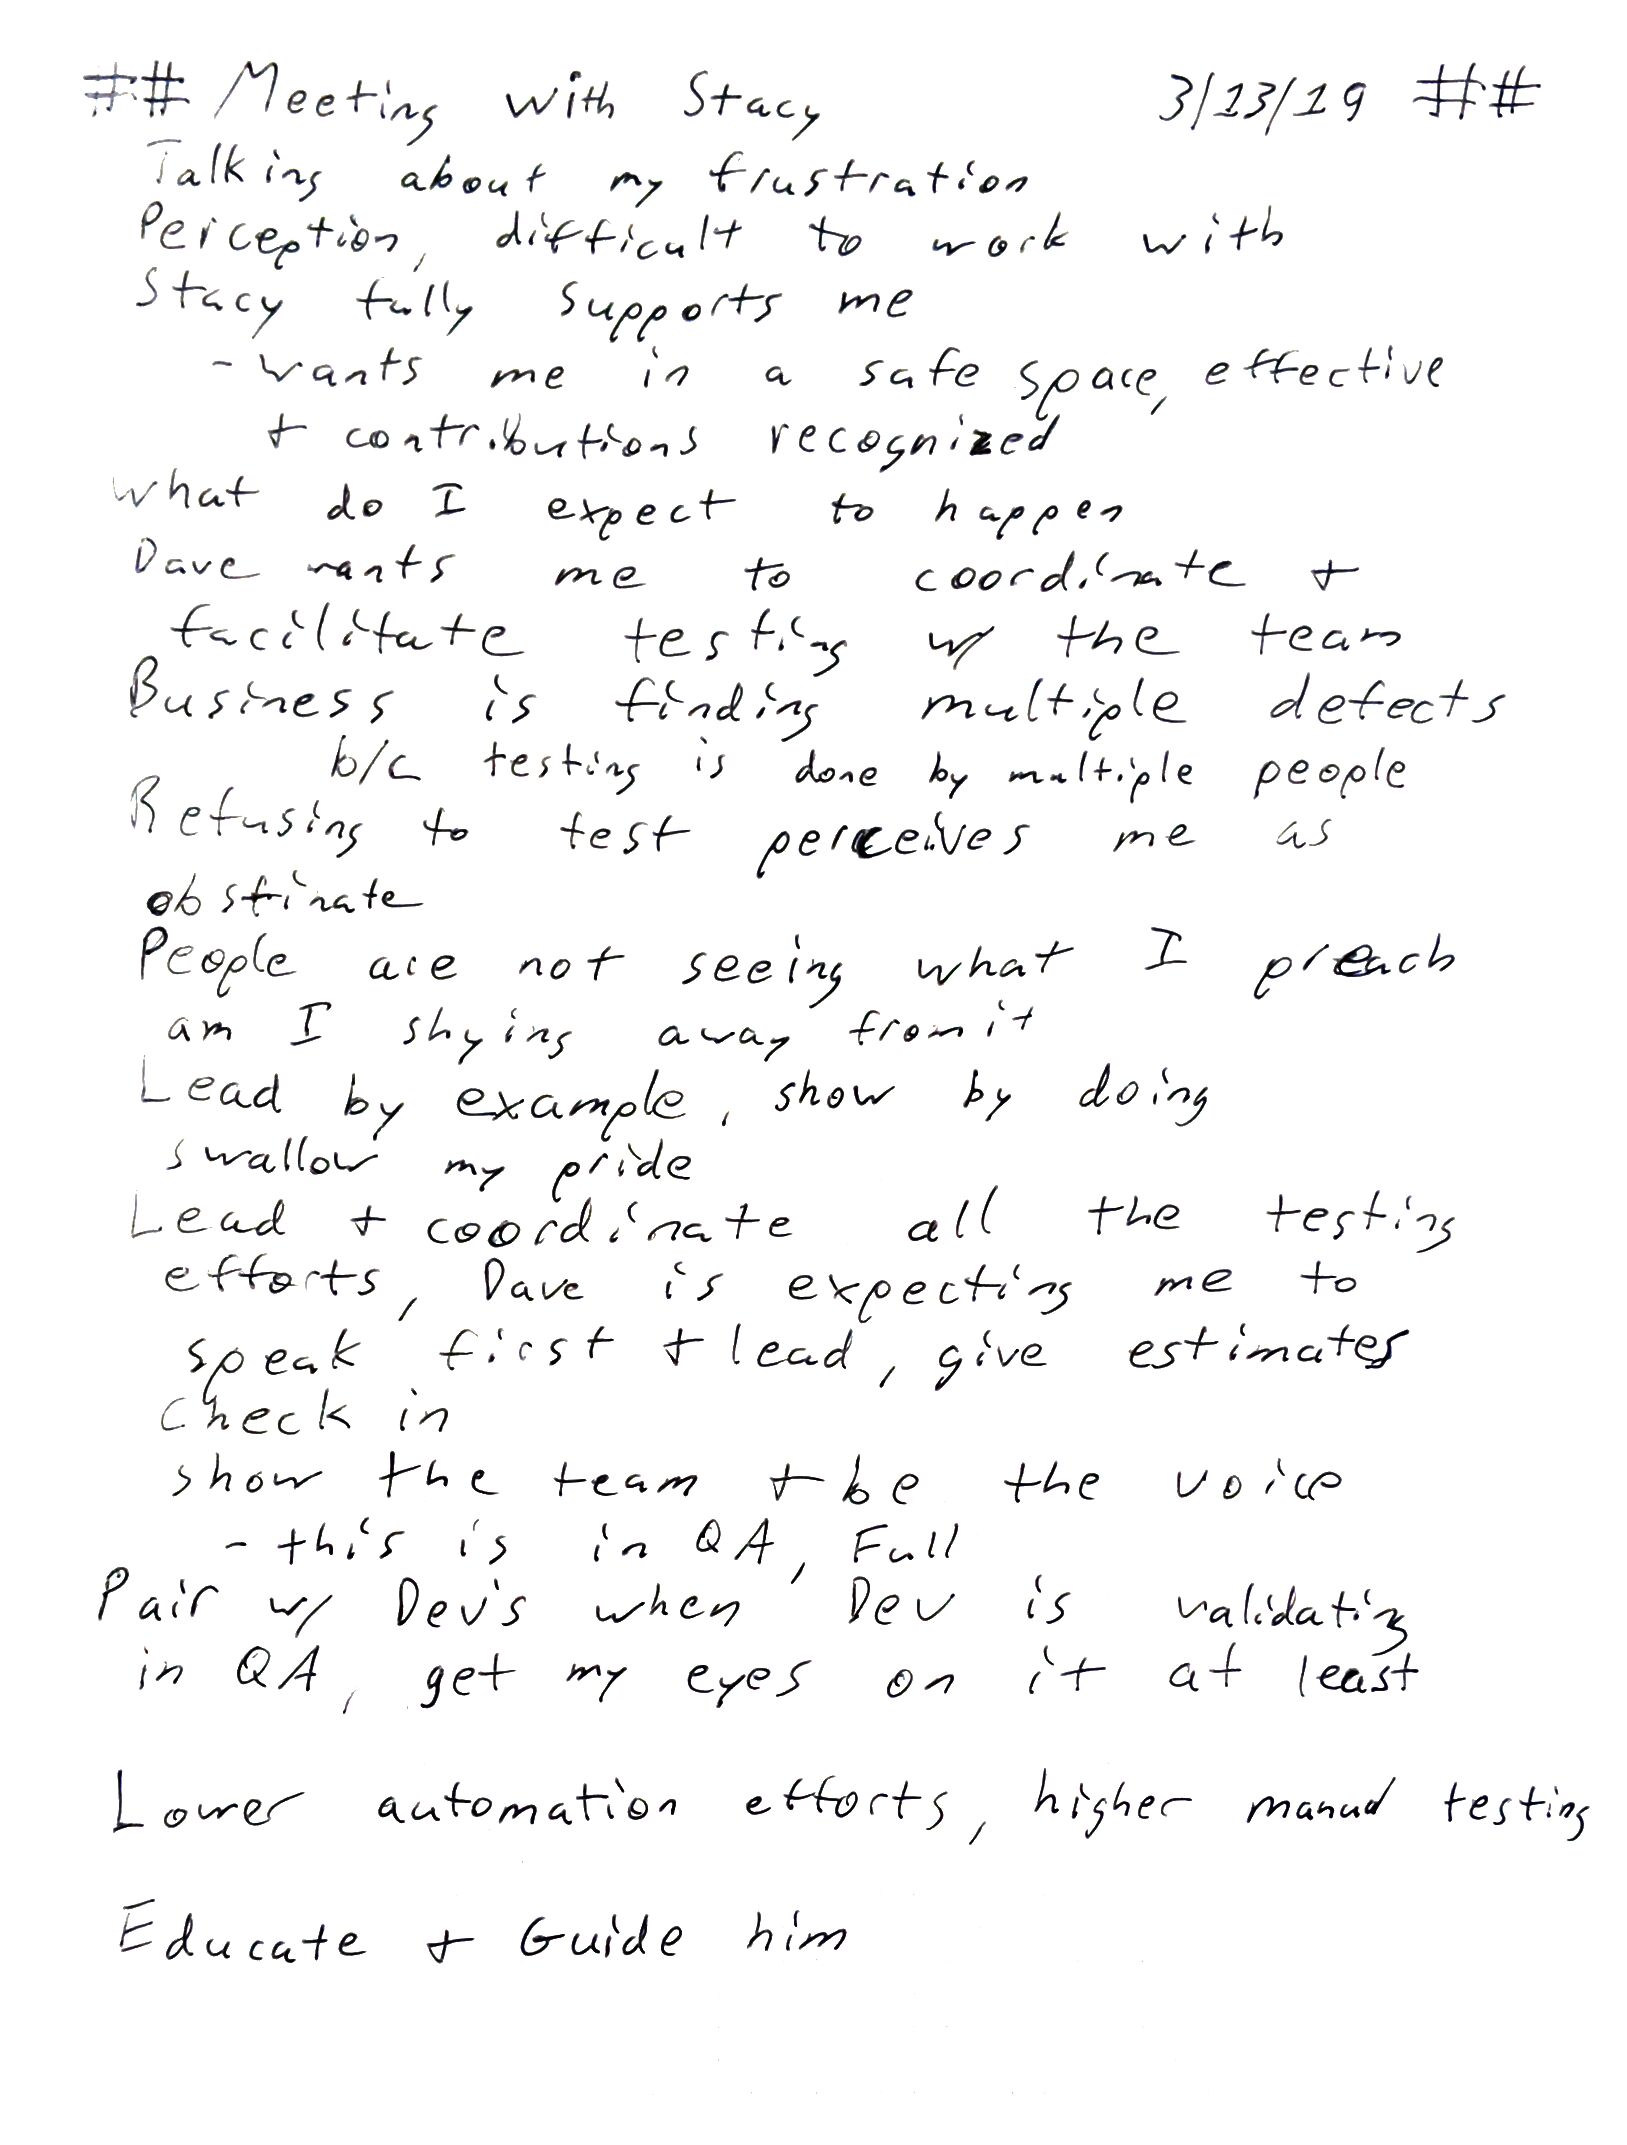 ## Meeting with Stacy 3/13/19 ##
Talking about my frustration
Perception, difficult to work with
Stacy fully supports me
- wants me in a safe space, effective
+ contributions recognized
what do I expect to happen
Dave wants me to coordinate +
facilitate testing w/ the team
Business is finding multiple defects
b/c testing is done by multiple people
Refusing to test perceives me as
obstinate
People are not seeing what I preach
am I shying away from it
Lead by example, show by doing
swallow my pride
Lead + coordinate all the testing
efforts, Dave is expecting me to
speak first + lead, give estimates
check in
show the team + be the voice
- this is in QA, Full
Pair w/ Dev's when Dev is validating
in QA, get my eyes on it at least
Lower automation efforts, higher manual testing
Educate + Guide him